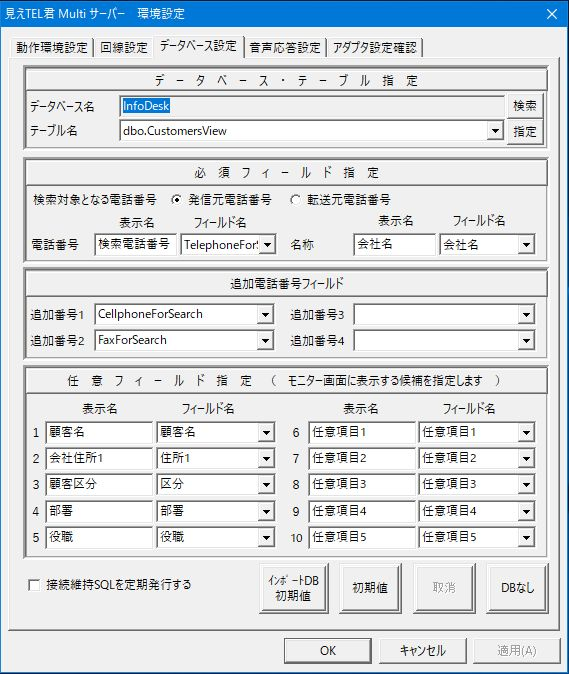 見えTEL君 Multi サーバー　環境設定
動作環境設定 回線設定 データベース設定 音声応答設定 アダプタ設定確認
データベース・テーブル指定
データベース名 InfoDesk 検索
テーブル名 dbo.CustomersView 指定
必須フィールド指定
検索対象となる電話番号 発信元電話番号 転送元電話番号
表示名 フィールド名 表示名 フィールド名
電話番号 検索電話番号 TelephoneForS 名称 会社名 会社名
追加電話番号フィールド
追加番号1 CellphoneForSearch 追加番号3
追加番号2 FaxForSearch 追加番号4
任意フィールド指定 （ モニター画面に表示する候補を指定します ）
表示名 フィールド名 表示名 フィールド名
1 顧客名 顧客名 6 任意項目1 任意項目1
2 会社住所1 住所1 7 任意項目2 任意項目2
3 顧客区分 区分 8 任意項目3 任意項目3
4 部署 部署 9 任意項目4 任意項目4
5 役職 役職 10 任意項目5 任意項目5
接続維持SQLを定期発行する ｲﾝﾎﾟｰﾄDB 初期値 初期値 取消 DBなし
OK キャンセル 適用(A)